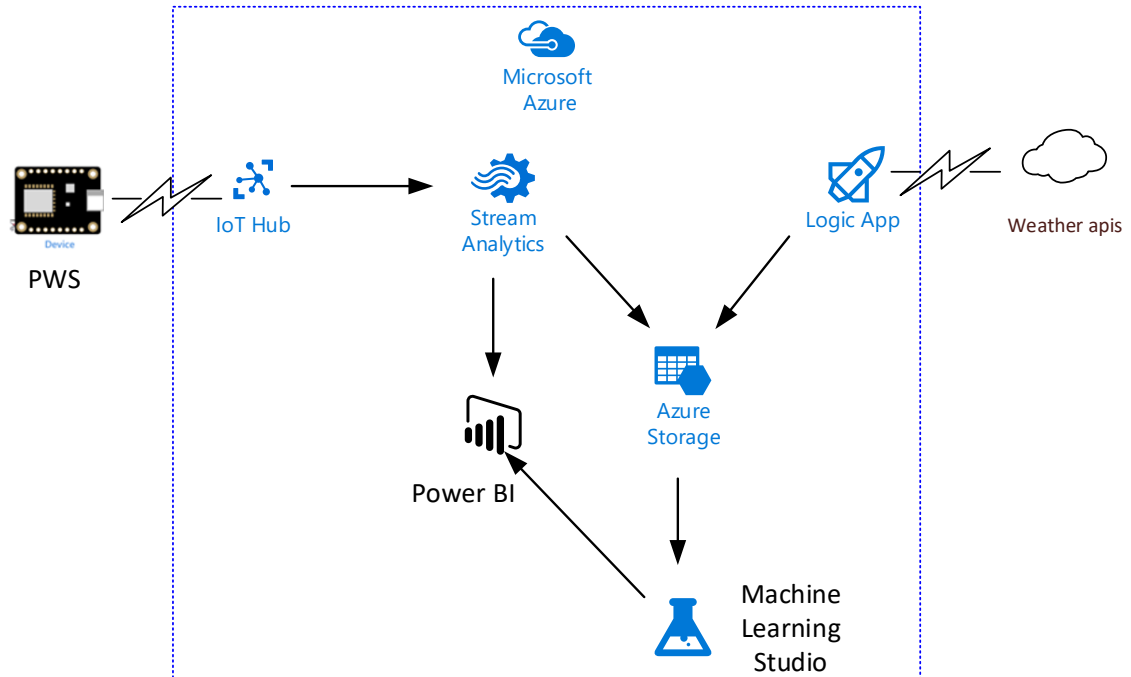 Microsoft
Azure
Device
PWS
IoT Hub
Stream
Analytics
Logic App
Weather apis
Azure
Storage
Power BI
Machine
Learning
Studio